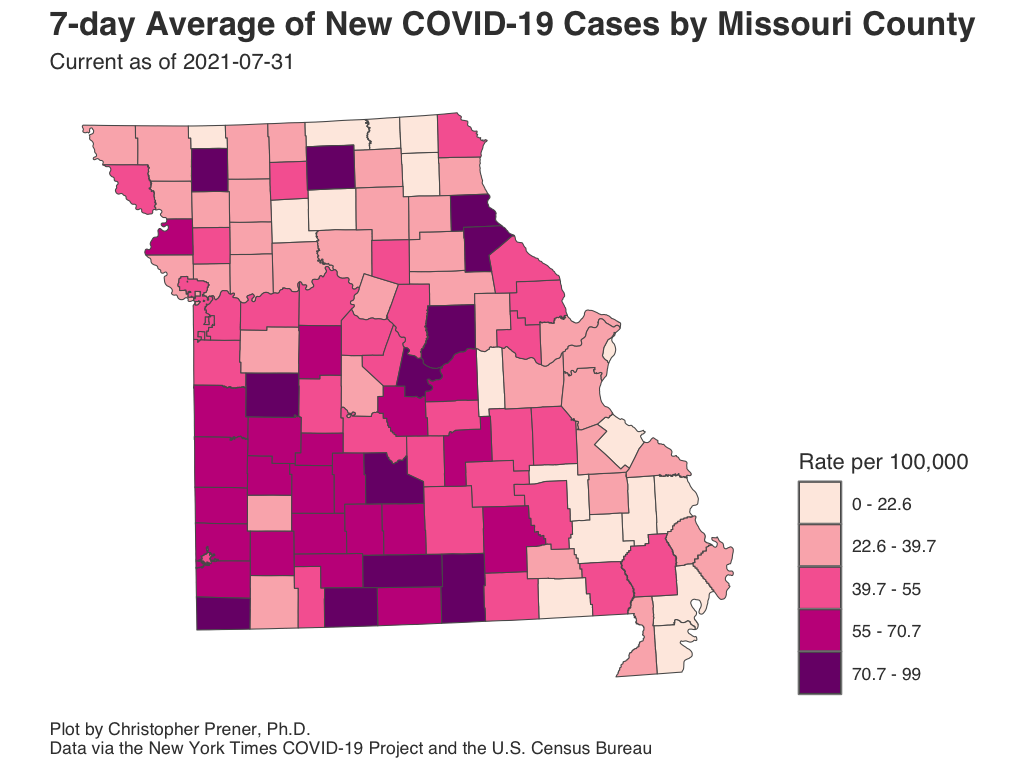 7-day Average of New COVID-19 Cases by Missouri County
Current as of 2021-07-31
Rate per 100,000
0 - 22.6
22.6 - 39.7
39.7 - 55
55 - 70.7
70.7 - 99
Plot by Christopher Prener, Ph.D.
Data via the New York Times COVID-19 Project and the U.S. Census Bureau